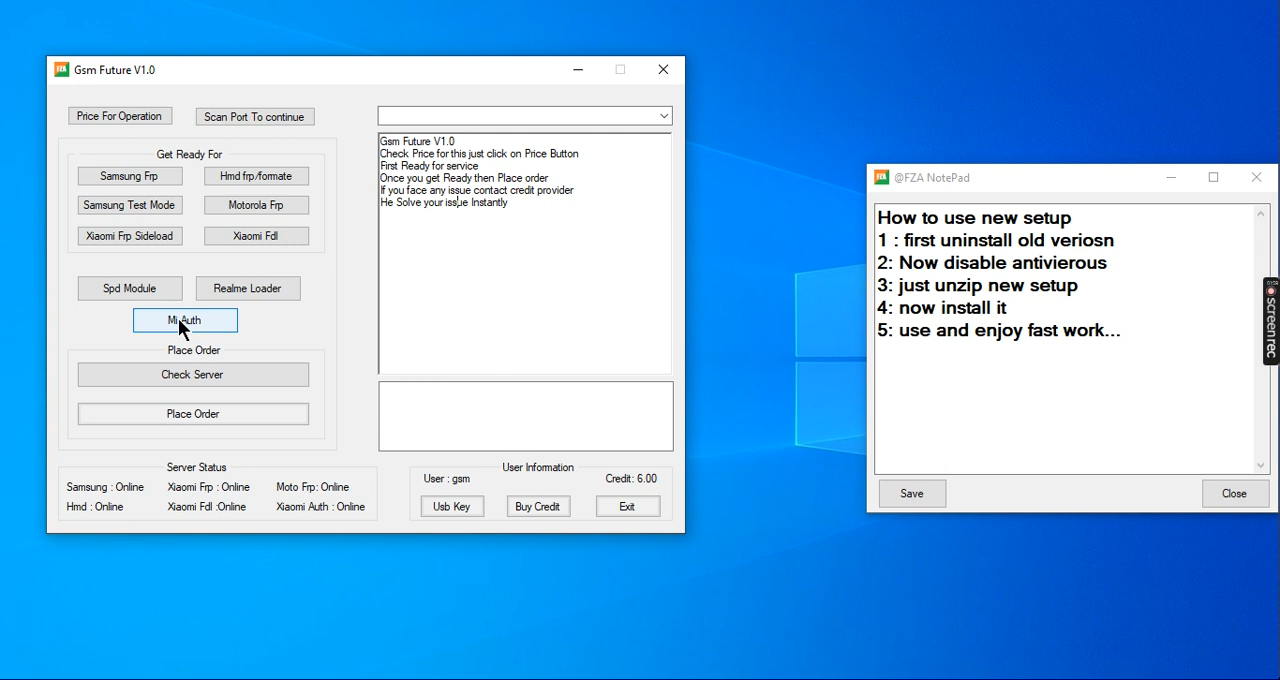 Gsm Future V1.0
Price For Operation
Scan Port To continue
Get Ready For
Samsung Frp
Hmd frp/formate
Samsung Test Mode
Motorola Frp
Xiaomi Frp Sideload
Xiaomi Fdl
Spd Module
Realme Loader
Mi Auth
Place Order
Check Server
Place Order
Gsm Future V1.0
Check Price for this just click on Price Button
First Ready for service
Once you get Ready then Place order
If you face any issue contact credit provider
He Solve your issue Instantly
Server Status
Samsung : Online
Xiaomi Frp : Online
Moto Frp: Online
Hmd : Online
Xiaomi Fdl :Online
Xiaomi Auth : Online
User Information
User : gsm
Credit: 6.00
Usb Key
Buy Credit
Exit
FZA @FZA NotePad
How to use new setup
1 : first uninstall old veriosn
2: Now disable antivierous
3: just unzip new setup
4: now install it
5: use and enjoy fast work...
Save
Close
screenrec